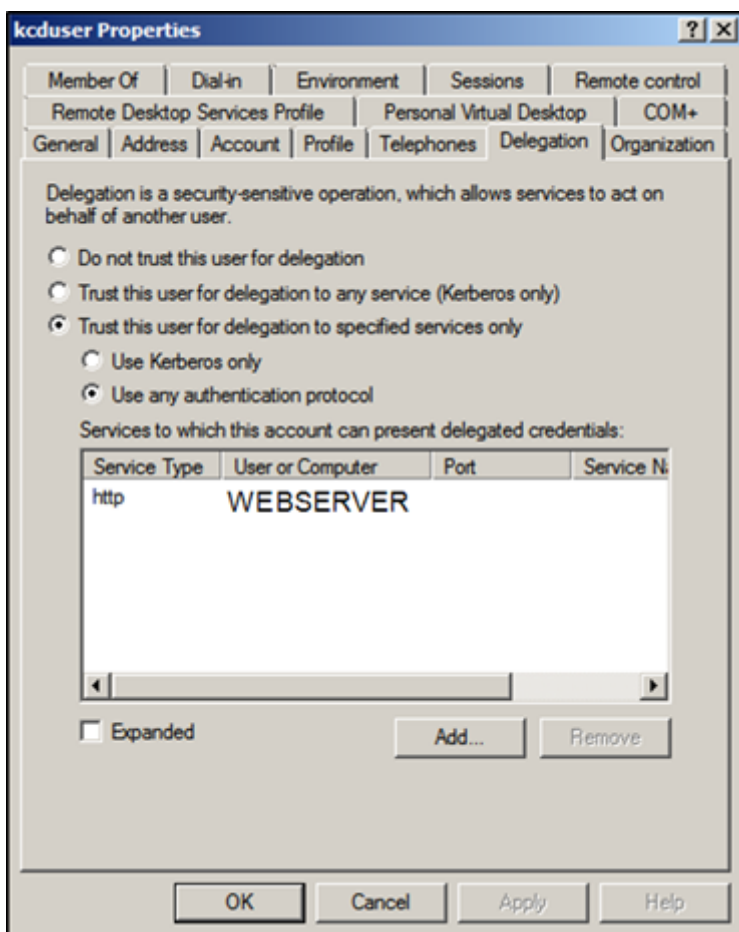 kcduser Properties
Member Of Dial-in Environment Sessions Remote control
Remote Desktop Services Profile Personal Virtual Desktop COM+
General Address Account Profile Telephones Delegation Organization
Delegation is a security-sensitive operation, which allows services to act on
behalf of another user.
Do not trust this user for delegation
Trust this user for delegation to any service (Kerberos only)
Trust this user for delegation to specified services only
Use Kerberos only
Use any authentication protocol
Services to which this account can present delegated credentials:
Service Type User or Computer Port Service Na
http WEBSERVER
Expanded Add... Remove
OK Cancel Apply Help